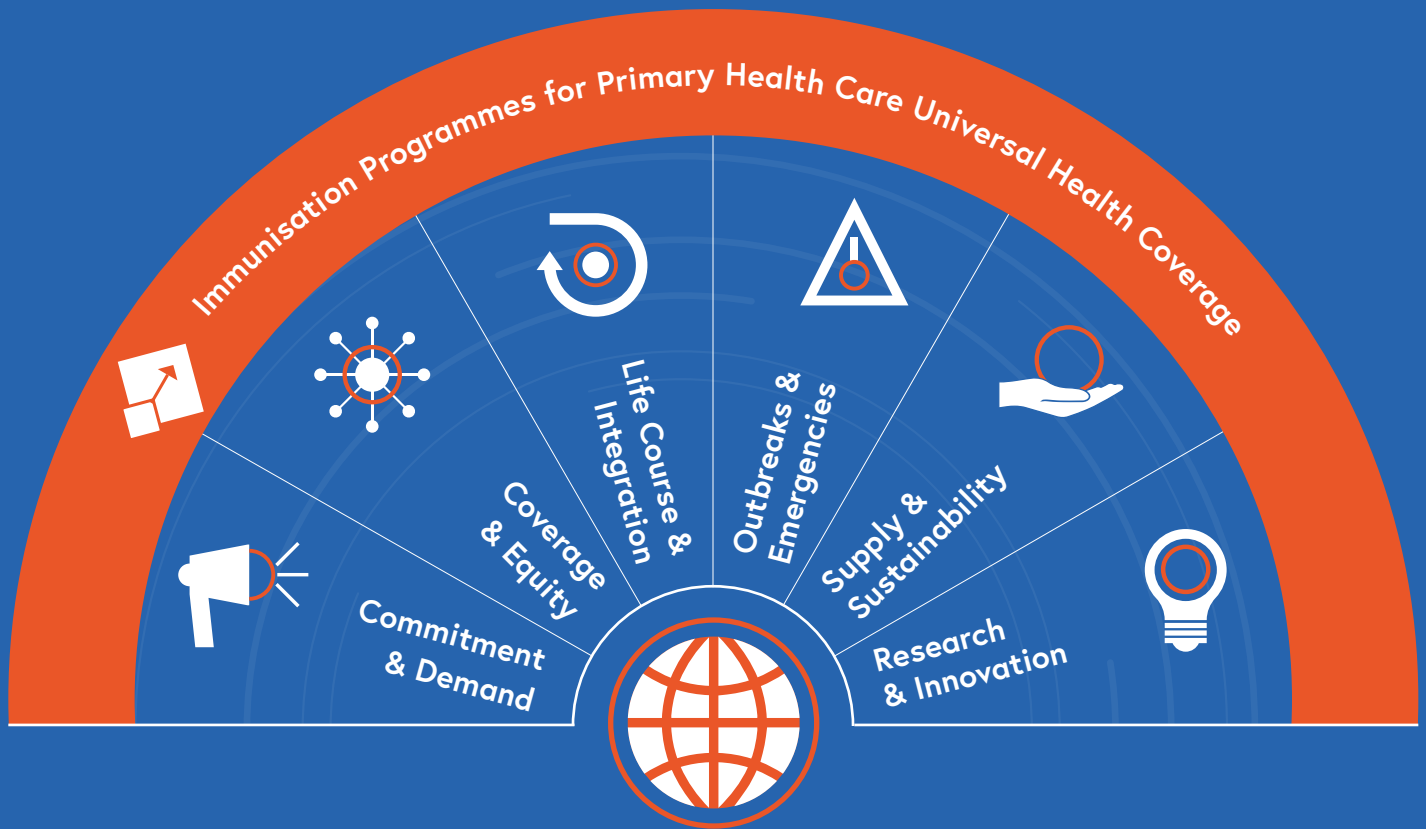 Immunisation Programmes for Primary Health Care Universal Health Coverage
Commitment
& Demand
Coverage
& Equity
Life Course &
Integration
Outbreaks &
Emergencies
Supply &
Sustainability
Research
& Innovation